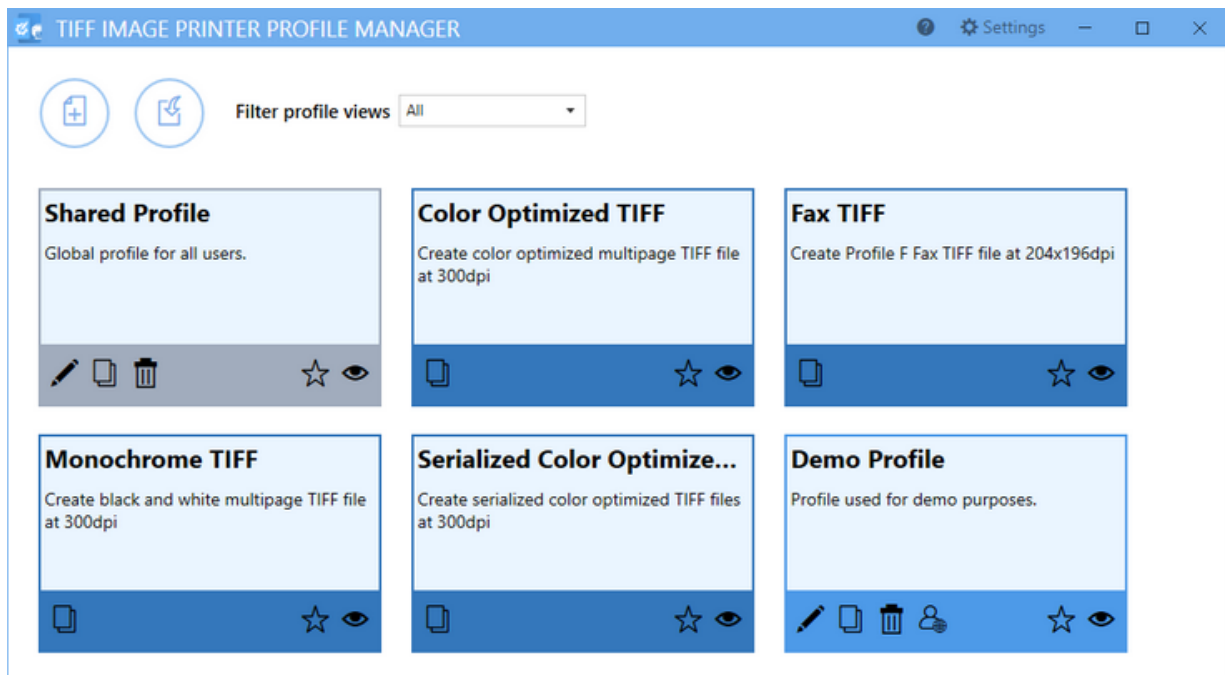 TIFF IMAGE PRINTER PROFILE MANAGER
Settings
Filter profile views
All
Shared Profile
Global profile for all users.
Color Optimized TIFF
Create color optimized multipage TIFF file
at 300dpi
Fax TIFF
Create Profile F Fax TIFF file at 204x196dpi
Monochrome TIFF
Create black and white multipage TIFF file
at 300dpi
Serialized Color Optimize...
Create serialized color optimized TIFF files
at 300dpi
Demo Profile
Profile used for demo purposes.